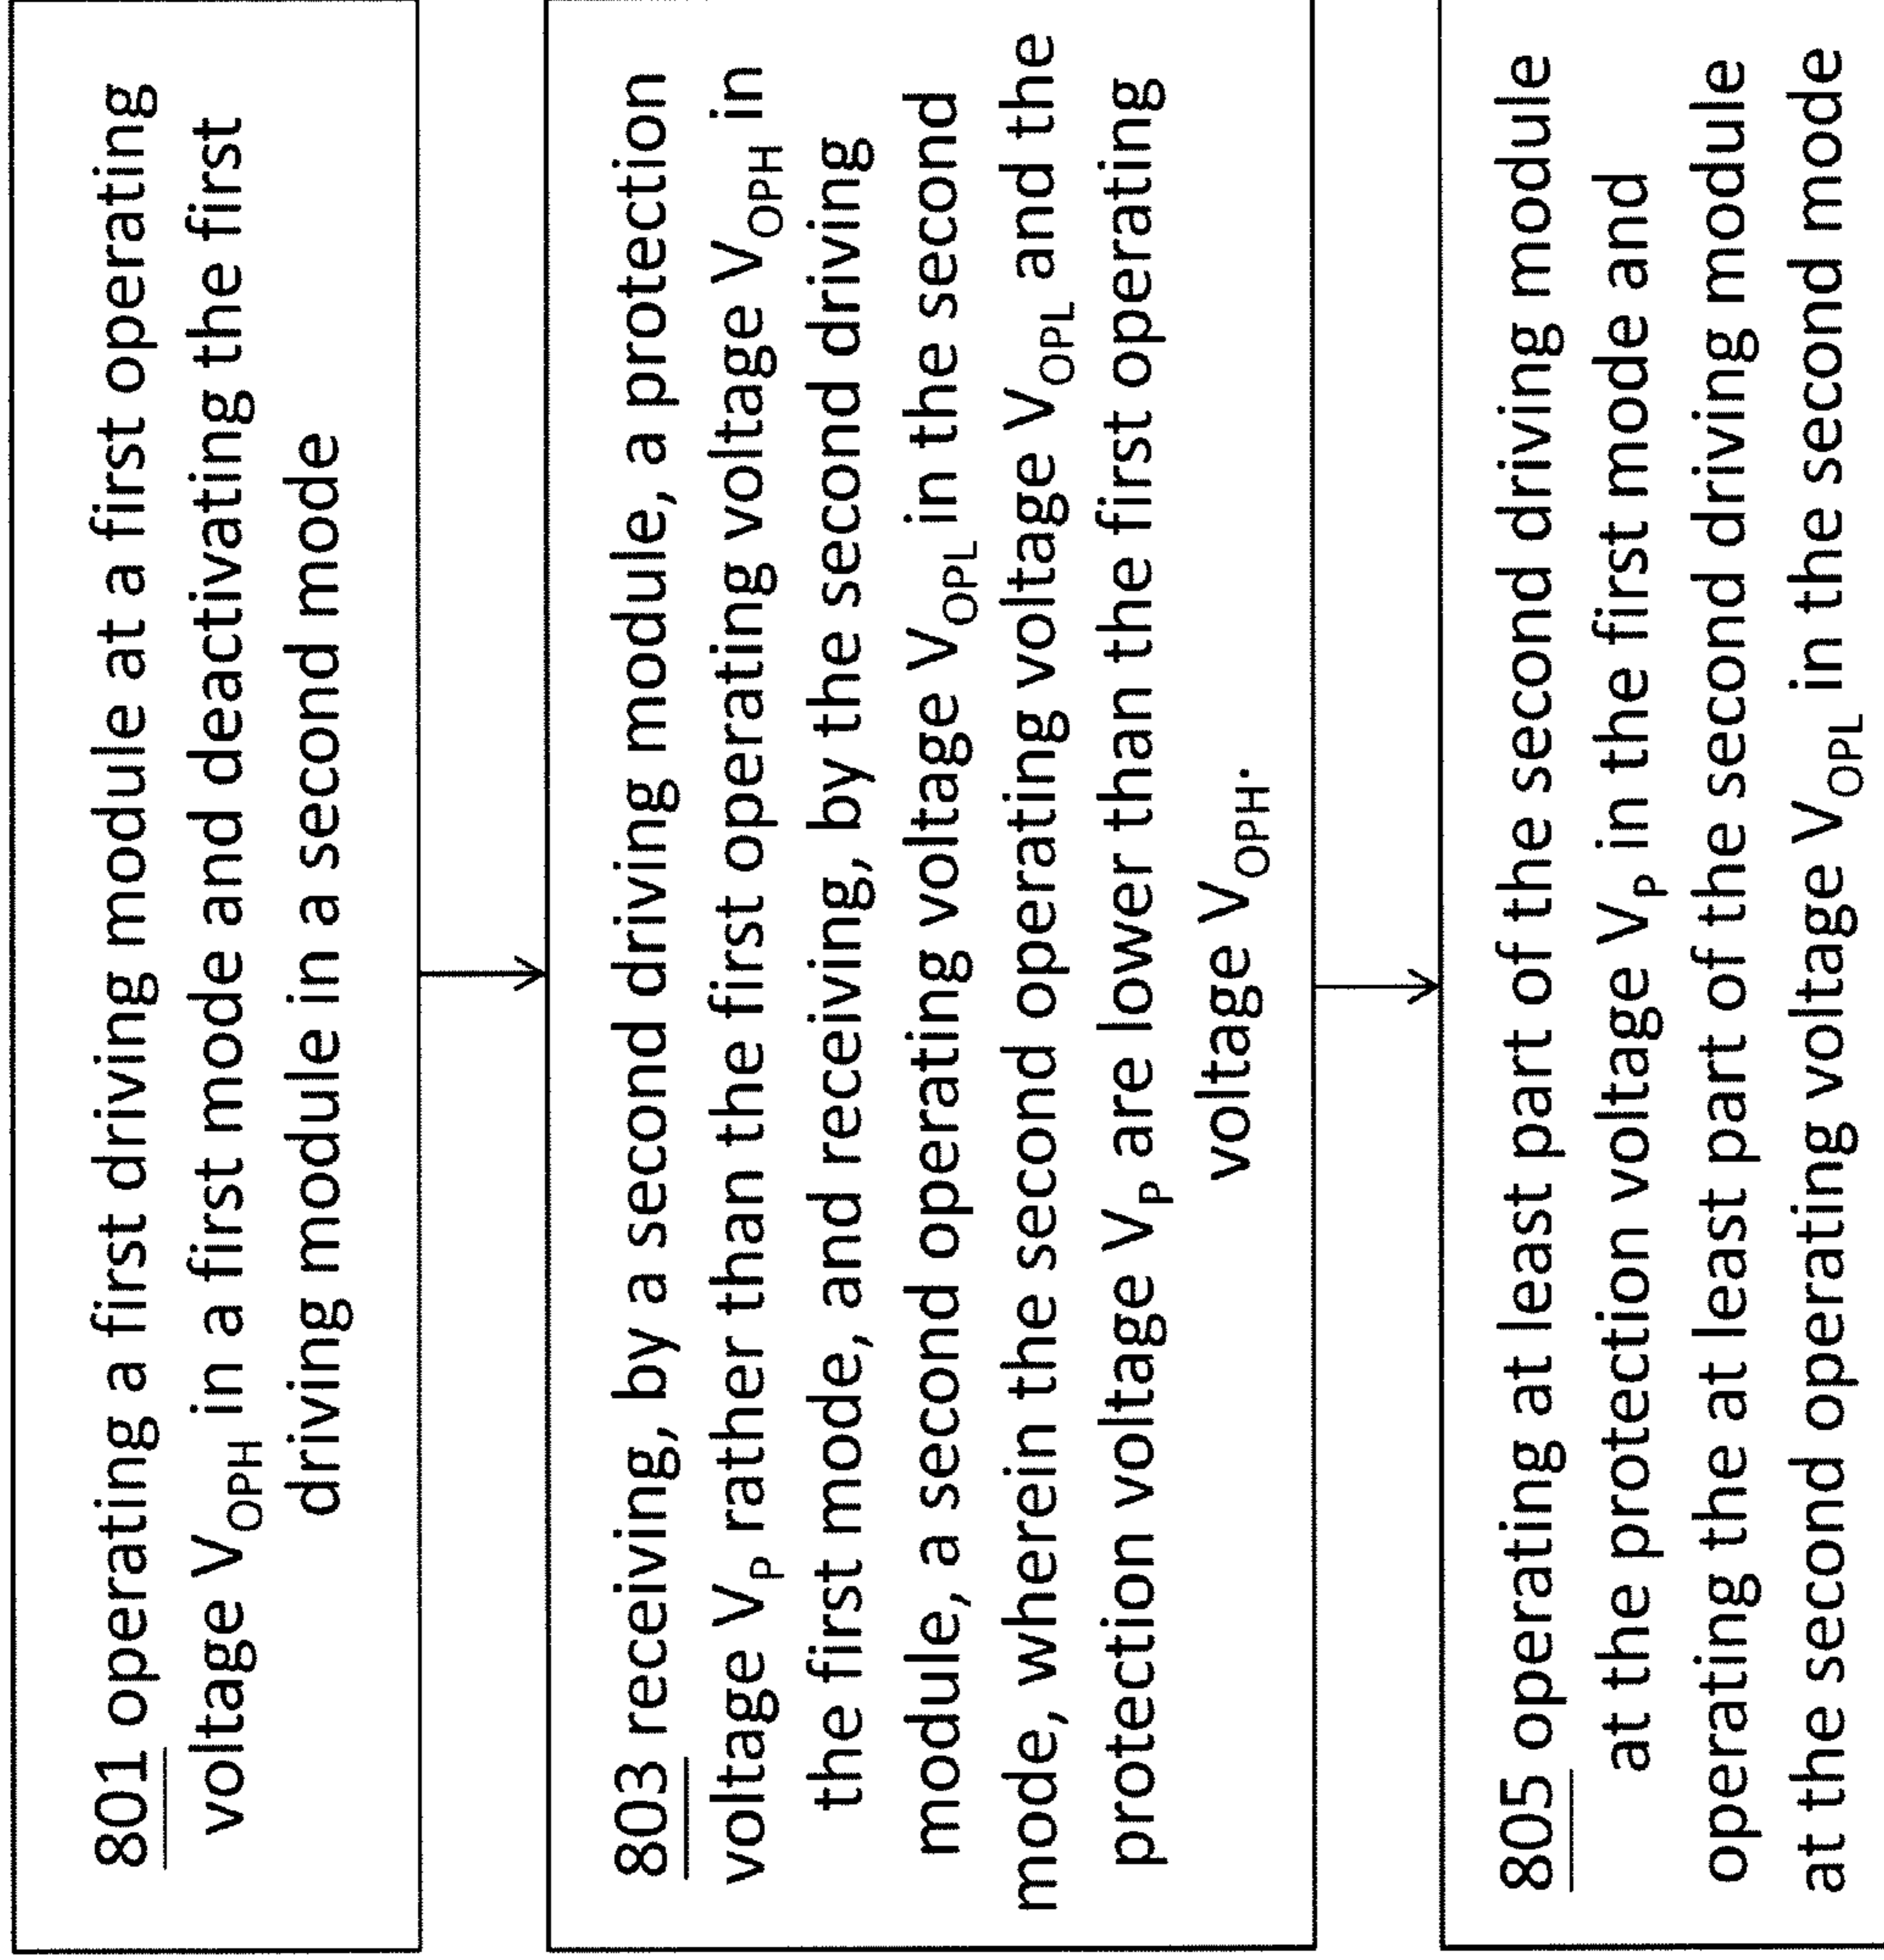 801 operating a first driving module at a first operating
voltage VOPH in a first mode and deactivating the first
driving module in a second mode
803 receiving, by a second driving module, a protection
voltage VP rather than the first operating voltage VOPH in
the first mode, and receiving, by the second driving
module, a second operating voltage VOPL in the second
mode, wherein the second operating voltage VOPL and the
protection voltage VP are lower than the first operating
voltage VOPH.
805 operating at least part of the second driving module
at the protection voltage VP in the first mode and
operating the at least part of the second driving module
at the second operating voltage VOPL in the second mode